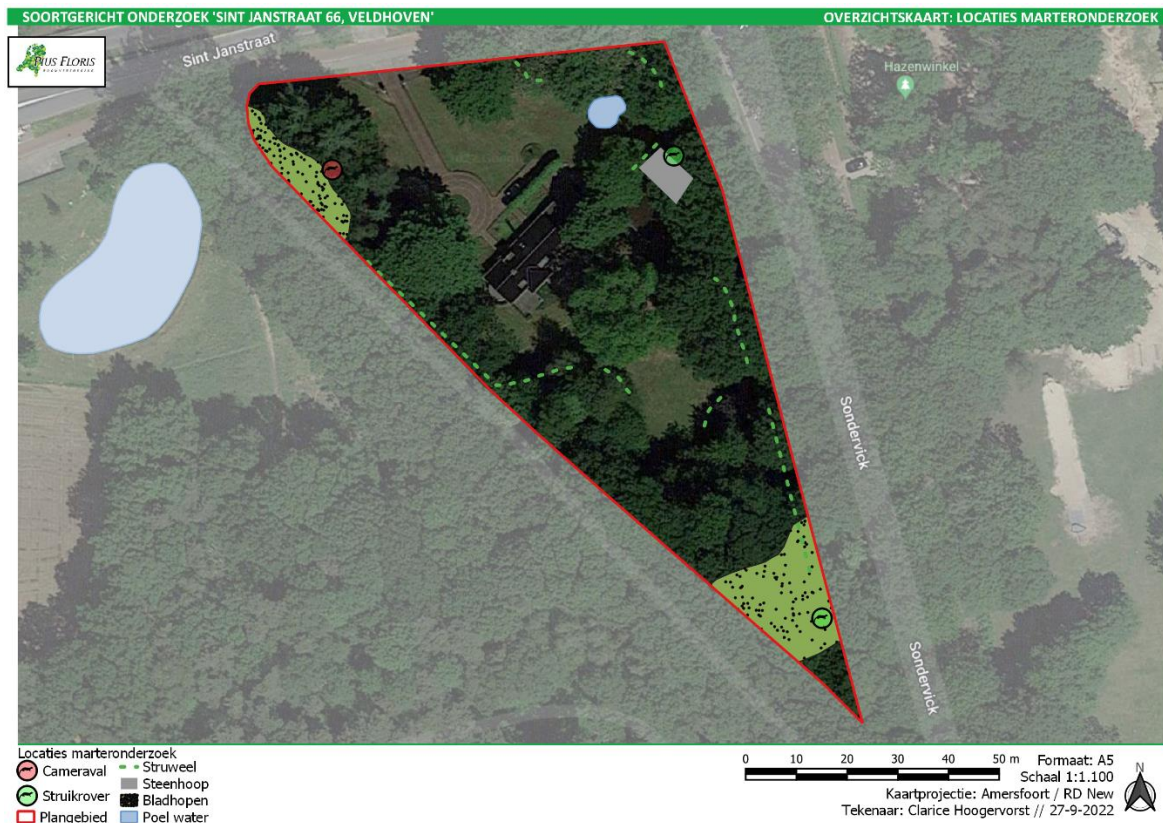 SOORTGERICHT ONDERZOEK 'SINT JANSTRAAT 66, VELDHOVEN'
OVERZICHTSKAART: LOCATIES MARTERONDERZOEK
PIUS FLORIS
BOOMVERZORGING
Sint Janstraat
Hazenwinkel
Sondervick
Sondervick
Locaties marteronderzoek
Cameraval
Struikrover
Plangebied
Struweel
Steenhoop
Bladhopen
Poel water
0 10 20 30 40 50 m
Formaat: A5
Schaal 1:1.100
Kaartprojectie: Amersfoort / RD New
Tekenaar: Clarice Hoogervorst // 27-9-2022
N